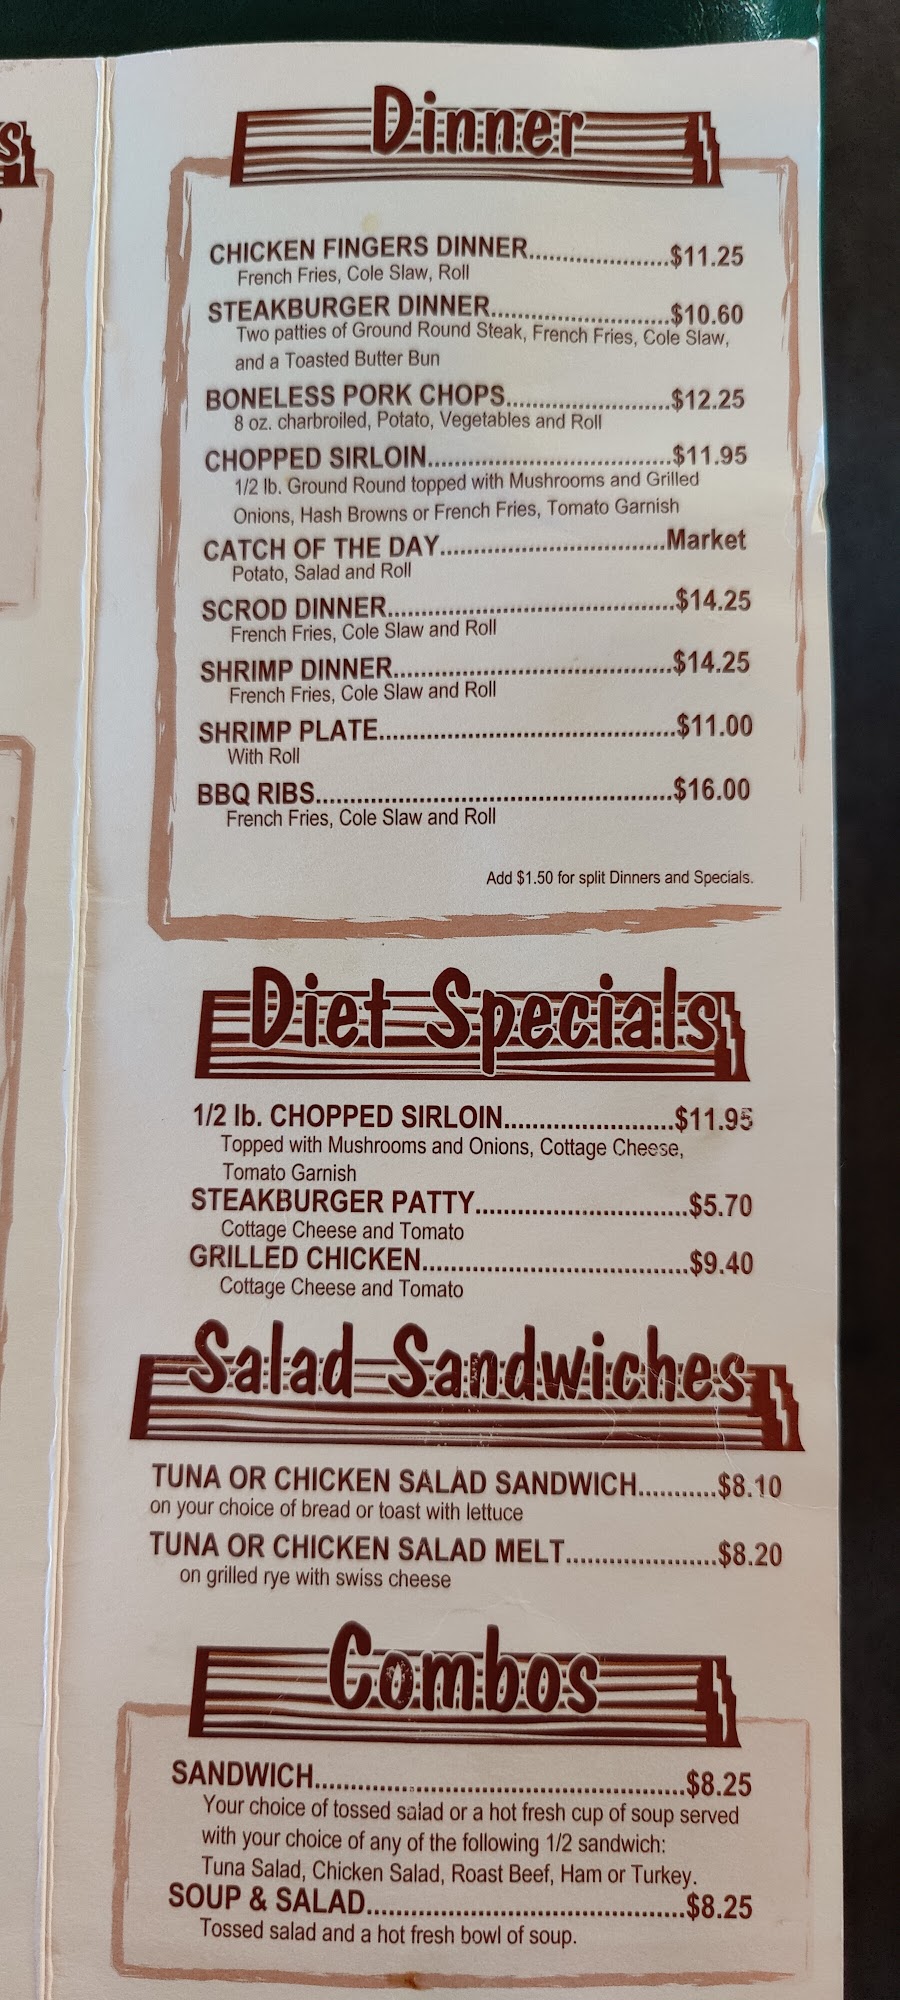 s
Dinner
CHICKEN FINGERS DINNER..........................$11.25
French Fries, Cole Slaw, Roll
STEAKBURGER DINNER................................$10.60
Two patties of Ground Round Steak, French Fries, Cole Slaw,
and a Toasted Butter Bun
BONELESS PORK CHOPS.............................$12.25
8 oz. charbroiled, Potato, Vegetables and Roll
CHOPPED SIRLOIN...........................................$11.95
1/2 lb. Ground Round topped with Mushrooms and Grilled
Onions, Hash Browns or French Fries, Tomato Garnish
CATCH OF THE DAY........................................Market
Potato, Salad and Roll
SCROD DINNER...................................................$14.25
French Fries, Cole Slaw and Roll
SHRIMP DINNER.................................................$14.25
French Fries, Cole Slaw and Roll
SHRIMP PLATE.....................................................$11.00
With Roll
BBQ RIBS...............................................................$16.00
French Fries, Cole Slaw and Roll
Add $1.50 for split Dinners and Specials.
Diet Specials
1/2 lb. CHOPPED SIRLOIN..............................$11.95
Topped with Mushrooms and Onions, Cottage Cheese,
Tomato Garnish
STEAKBURGER PATTY.....................................$5.70
Cottage Cheese and Tomato
GRILLED CHICKEN...............................................$9.40
Cottage Cheese and Tomato
Salad Sandwiches
TUNA OR CHICKEN SALAD SANDWICH...........$8.10
on your choice of bread or toast with lettuce
TUNA OR CHICKEN SALAD MELT......................$8.20
on grilled rye with swiss cheese
Combos
SANDWICH.................................................................$8.25
Your choice of tossed salad or a hot fresh cup of soup served
with your choice of any of the following 1/2 sandwich:
Tuna Salad, Chicken Salad, Roast Beef, Ham or Turkey.
SOUP & SALAD........................................................$8.25
Tossed salad and a hot fresh bowl of soup.